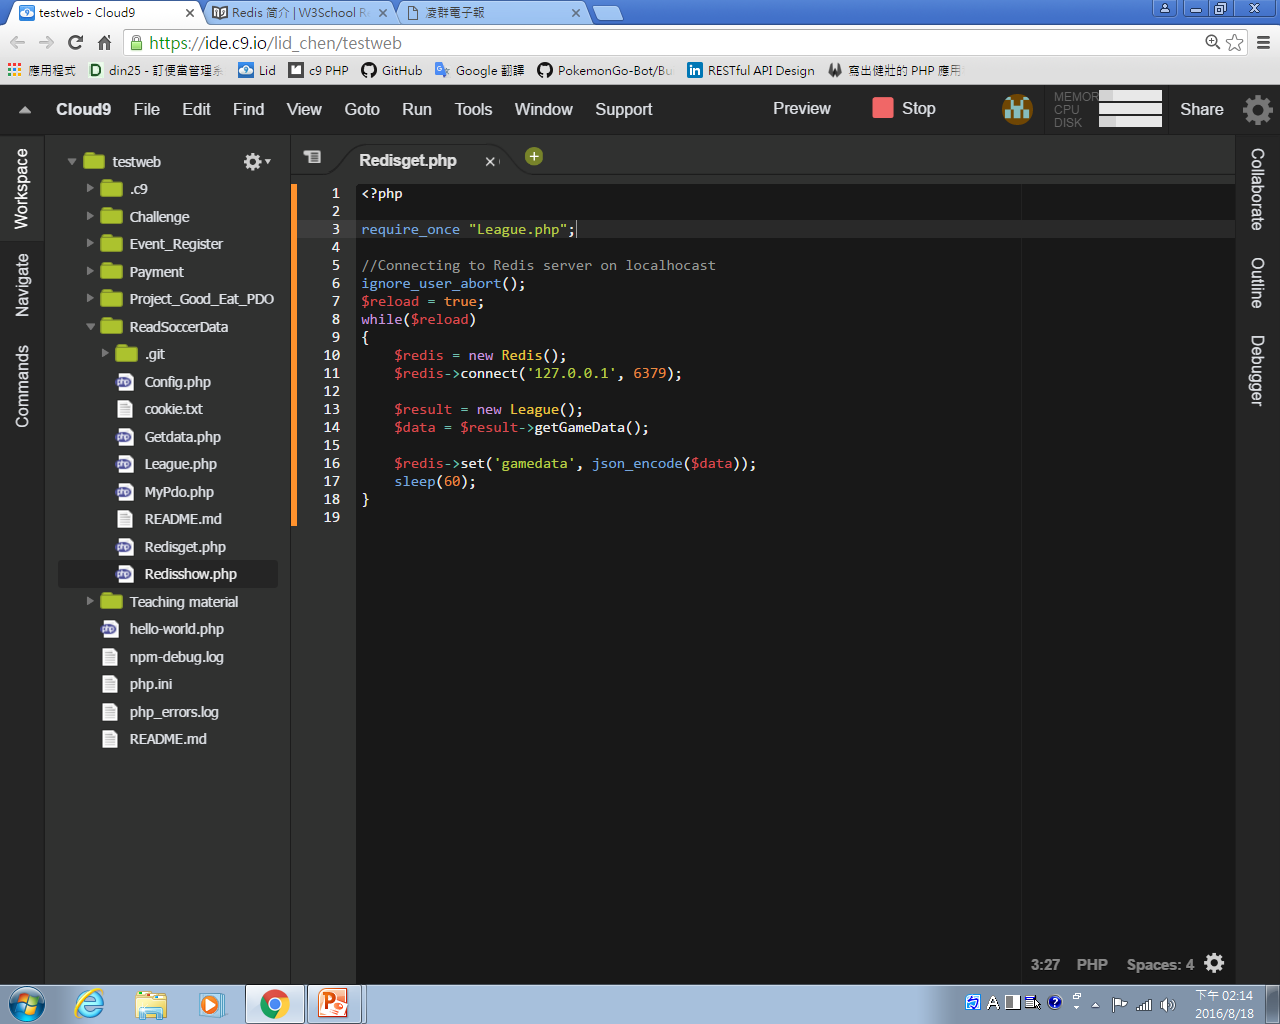 testweb - Cloud9
Redis 简介 | W3School R
凌群電子報
https://ide.c9.io/lid_chen/testweb
應用程式
din25 - 訂便當管理系
Lid
c9 PHP
GitHub
Google 翻譯
PokemonGo-Bot/Bu
RESTful API Design
寫出健壯的 PHP 應用
Cloud9 File Edit Find View Goto Run Tools Window Support Preview Stop
MEMOR
CPU
DISK
Share
Workspace
Navigate
Commands
testweb
.c9
Challenge
Event_Register
Payment
Project_Good_Eat_PDO
ReadSoccerData
.git
Config.php
cookie.txt
Getdata.php
League.php
MyPdo.php
README.md
Redisget.php
Redisshow.php
Teaching material
hello-world.php
npm-debug.log
php.ini
php_errors.log
README.md
Redisget.php
1 <?php
2
3 require_once "League.php";
4
5 //Connecting to Redis server on localhocast
6 ignore_user_abort();
7 $reload = true;
8 while($reload)
9 {
10 $redis = new Redis();
11 $redis->connect('127.0.0.1', 6379);
12
13 $result = new League();
14 $data = $result->getGameData();
15
16 $redis->set('gamedata', json_encode($data));
17 sleep(60);
18 }
19
Collaborate
Outline
Debugger
3:27 PHP Spaces: 4
下午 02:14
2016/8/18